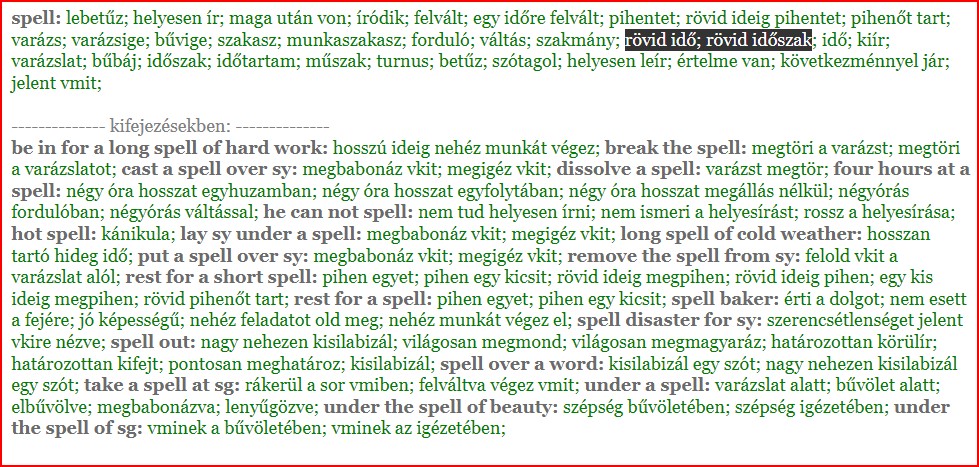 spell: lebetűz; helyesen ír; maga után von; íródik; felvált; egy időre felvált; pihentet; rövid ideig pihentet; pihenőt tart;
varázs; varázsige; bűvige; szakasz; munkaszakasz; forduló; váltás; szakmány; rövid idő; rövid időszak; idő; kiír;
varázslat; bűbáj; időszak; időtartam; műszak; turnus; betűz; szótagol; helyesen leír; értelme van; következménnyel jár;
jelent vmit;
-------------- kifejezésekben: --------------
be in for a long spell of hard work: hosszú ideig nehéz munkát végez; break the spell: megtöri a varázst; megtöri
a varázslatot; cast a spell over sy: megbabonáz vkit; megigéz vkit; dissolve a spell: varázst megtör; four hours at a
spell: négy óra hosszat egyhuzamban; négy óra hosszat egyfolytában; négy óra hosszat megállás nélkül; négyórás
fordulóban; négyórás váltással; he can not spell: nem tud helyesen írni; nem ismeri a helyesírást; rossz a helyesírása;
hot spell: kánikula; lay sy under a spell: megbabonáz vkit; megigéz vkit; long spell of cold weather: hosszan
tartó hideg idő; put a spell over sy: megbabonáz vkit; megigéz vkit; remove the spell from sy: felold vkit a
varázslat alól; rest for a short spell: pihen egyet; pihen egy kicsit; rövid ideig megpihen; rövid ideig pihen; egy kis
ideig megpihen; rövid pihenőt tart; rest for a spell: pihen egyet; pihen egy kicsit; spell baker: érti a dolgot; nem esett
a fejére; jó képességű; nehéz feladatot old meg; nehéz munkát végez el; spell disaster for sy: szerencsétlenséget jelent
vkire nézve; spell out: nagy nehezen kisilabizál; világosan megmond; világosan megmagyaráz; határozottan körülír;
határozottan kifejt; pontosan meghatároz; kisilabizál; spell over a word: kisilabizál egy szót; nagy nehezen kisilabizál
egy szót; take a spell at sg: rákerül a sor vmiben; felváltva végez vmit; under a spell: varázslat alatt; bűvölet alatt;
elbűvölve; megbabonázva; lenyűgözve; under the spell of beauty: szépség bűvöletében; szépség igézetében; under
the spell of sg: vminek a bűvöletében; vminek az igézetében;